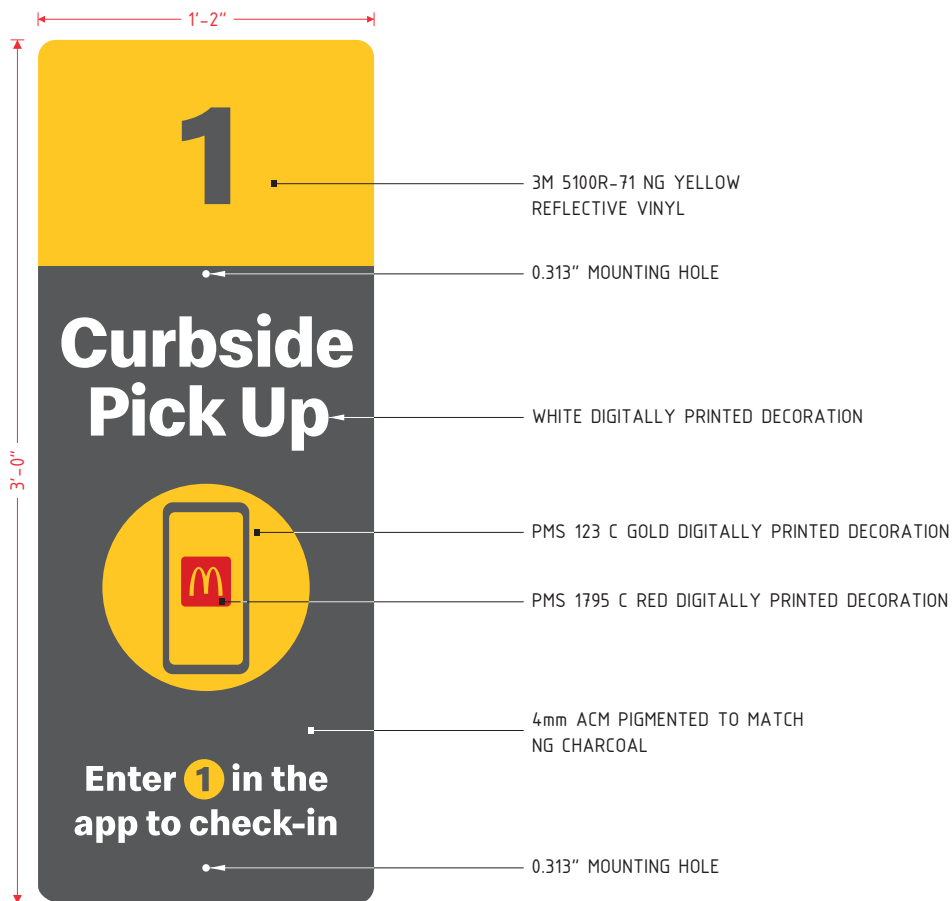 1'-2"
1
3M 5100R-71 NG YELLOW
REFLECTIVE VINYL
0.313" MOUNTING HOLE
Curbside
Pick Up
WHITE DIGITALLY PRINTED DECORATION
3'-0"
PMS 123 C GOLD DIGITALLY PRINTED DECORATION
PMS 1795 C RED DIGITALLY PRINTED DECORATION
4mm ACM PIGMENTED TO MATCH
NG CHARCOAL
Enter 1 in the
app to check-in
0.313" MOUNTING HOLE